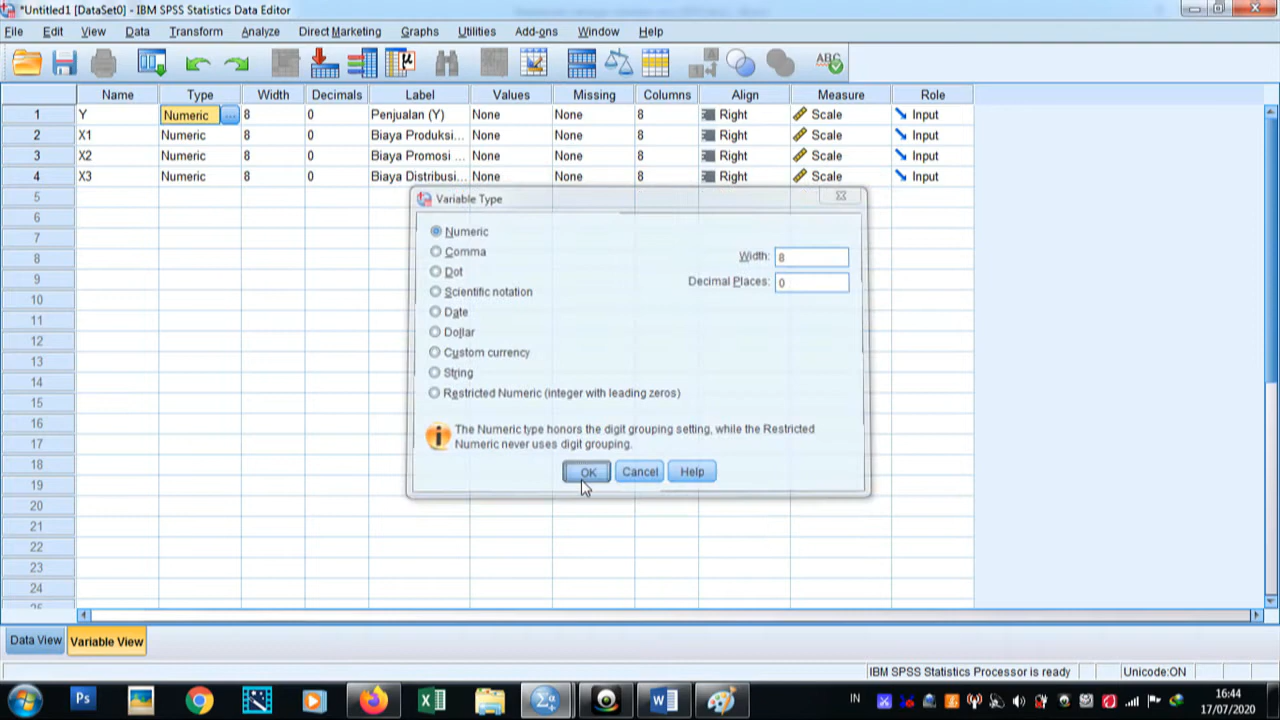 *Untitled1 [DataSet0] - IBM SPSS Statistics Data Editor
File Edit View Data Transform Analyze Direct Marketing Graphs Utilities Add-ons Window Help
ABC
Name Type Width Decimals Label Values Missing Columns Align Measure Role
1 Y Numeric ... 8 0 Penjualan (Y) None None 8 Right Scale Input
2 X1 Numeric 8 0 Biaya Produksi... None None 8 Right Scale Input
3 X2 Numeric 8 0 Biaya Promosi ... None None 8 Right Scale Input
4 X3 Numeric 8 0 Biaya Distribusi... None None 8 Right Scale Input
5
6
7
8
9
10
11
12
13
14
15
16
17
18
19
20
21
22
23
24
25
Variable Type
Numeric
Comma
Dot
Scientific notation
Date
Dollar
Custom currency
String
Restricted Numeric (integer with leading zeros)
Width: 8
Decimal Places: 0
The Numeric type honors the digit grouping setting, while the Restricted
Numeric never uses digit grouping.
OK Cancel Help
Data View Variable View
IBM SPSS Statistics Processor is ready Unicode:ON
Ps
IN
16:44
17/07/2020